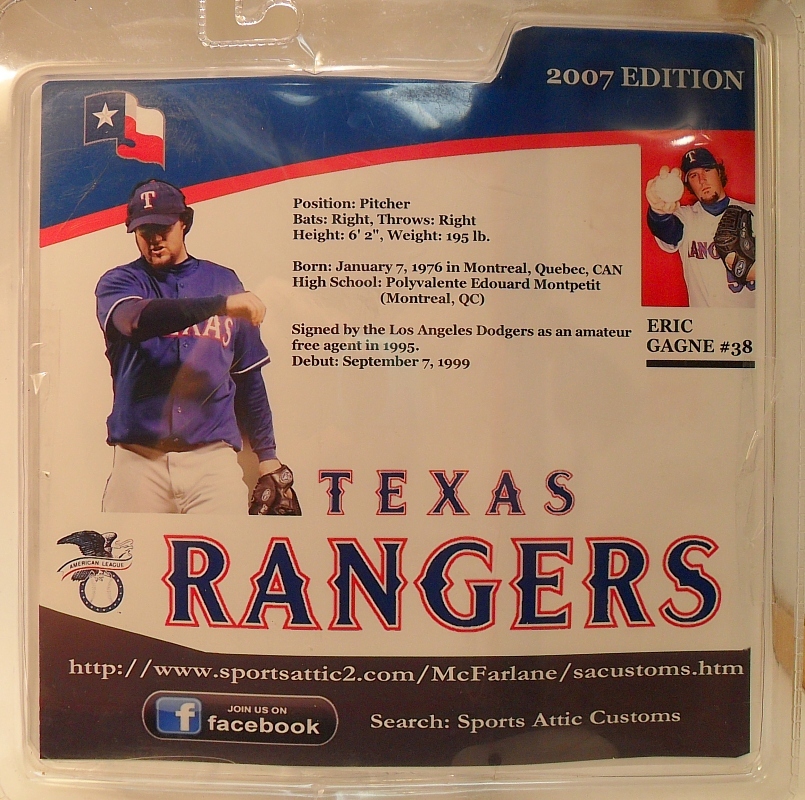 2007 EDITION
Position: Pitcher
Bats: Right, Throws: Right
Height: 6' 2", Weight: 195 lb.
Born: January 7, 1976 in Montreal, Quebec, CAN
High School: Polyvalente Edouard Montpetit
(Montreal, QC)
Signed by the Los Angeles Dodgers as an amateur
free agent in 1995.
Debut: September 7, 1999
ERIC
GAGNE #38
T
T
TEXAS
ANG
TEXAS
RANGERS
AMERICAN LEAGUE
http://www.sportsattic2.com/McFarlane/sacustoms.htm
f
JOIN US ON
facebook
Search: Sports Attic Customs